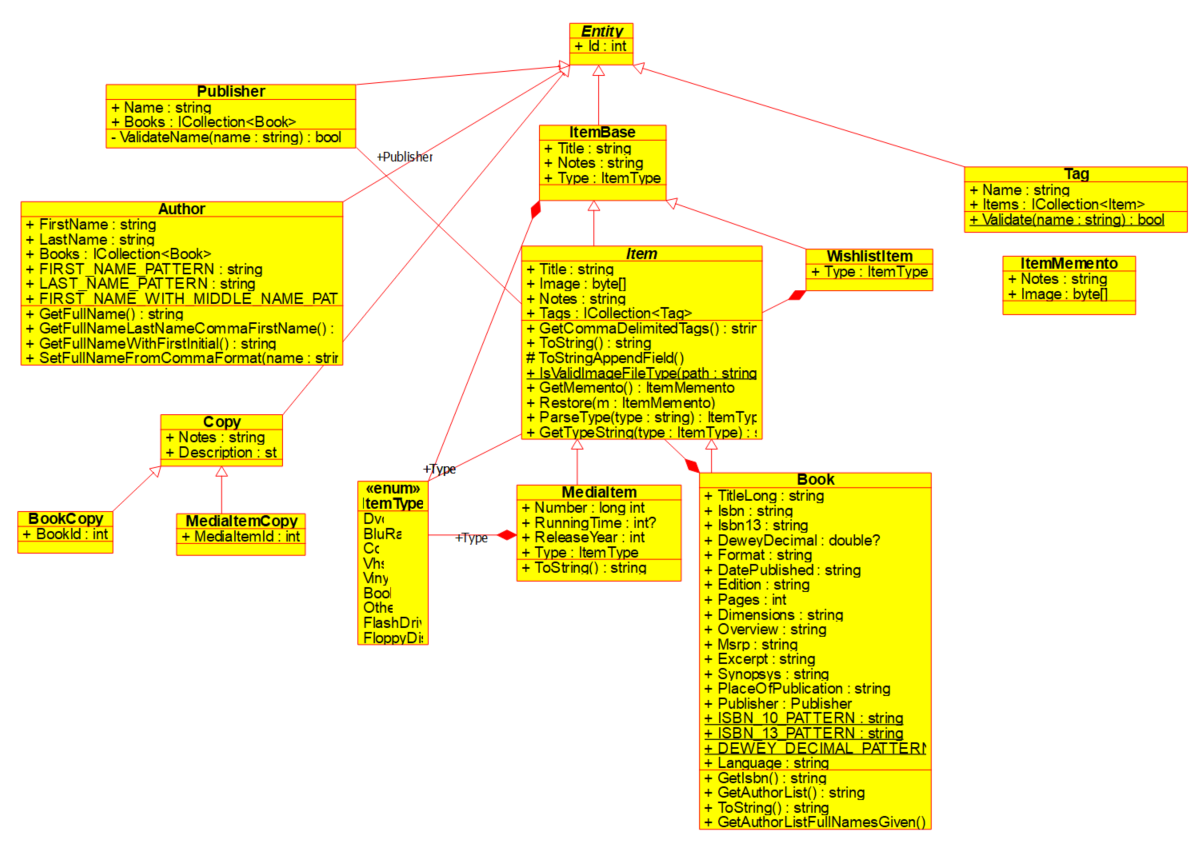 Entity
+ Id : int
Publisher
+ Name : string
+ Books : ICollection<Book>
- ValidateName(name : string) : bool
ItemBase
+ Title : string
+ Notes : string
+ Type : ItemType
+Publisher
Tag
+ Name : string
+ Items : ICollection<Item>
+ Validate(name : string) : bool
Author
+ FirstName : string
+ LastName : string
+ Books : ICollection<Book>
+ FIRST_NAME_PATTERN : string
+ LAST_NAME_PATTERN : string
+ FIRST_NAME_WITH_MIDDLE_NAME_PAT
+ GetFullName() : string
+ GetFullNameLastNameCommaFirstName() :
+ GetFullNameWithFirstInitial() : string
+ SetFullNameFromCommaFormat(name : strir
Item
+ Title : string
+ Image : byte[]
+ Notes : string
+ Tags : ICollection<Tag>
+ GetCommaDelimitedTags() : strir
+ ToString() : string
# ToStringAppendField()
+ IsValidImageFileType(path : string
+ GetMemento() : ItemMemento
+ Restore(m : ItemMemento)
+ ParseType(type : string) : ItemTyp
+ GetTypeString(type : ItemType) : s
WishlistItem
+ Type : ItemType
ItemMemento
+ Notes : string
+ Image : byte[]
Copy
+ Notes : string
+ Description : st
BookCopy
+ BookId : int
MediaItemCopy
+ MediaItemId : int
+Type
«enum»
ItemType
Dvd
BluRa
Cc
Vhs
Viny
Bool
Othe
FlashDriv
FloppyDis
+Type
MediaItem
+ Number : long int
+ RunningTime : int?
+ ReleaseYear : int
+ Type : ItemType
+ ToString() : string
Book
+ TitleLong : string
+ Isbn : string
+ Isbn13 : string
+ DeweyDecimal : double?
+ Format : string
+ DatePublished : string
+ Edition : string
+ Pages : int
+ Dimensions : string
+ Overview : string
+ Msrp : string
+ Excerpt : string
+ Synopsys : string
+ PlaceOfPublication : string
+ Publisher : Publisher
+ ISBN_10_PATTERN : string
+ ISBN_13_PATTERN : string
+ DEWEY_DECIMAL_PATTERN
+ Language : string
+ GetIsbn() : string
+ GetAuthorList() : string
+ ToString() : string
+ GetAuthorListFullNamesGiven()